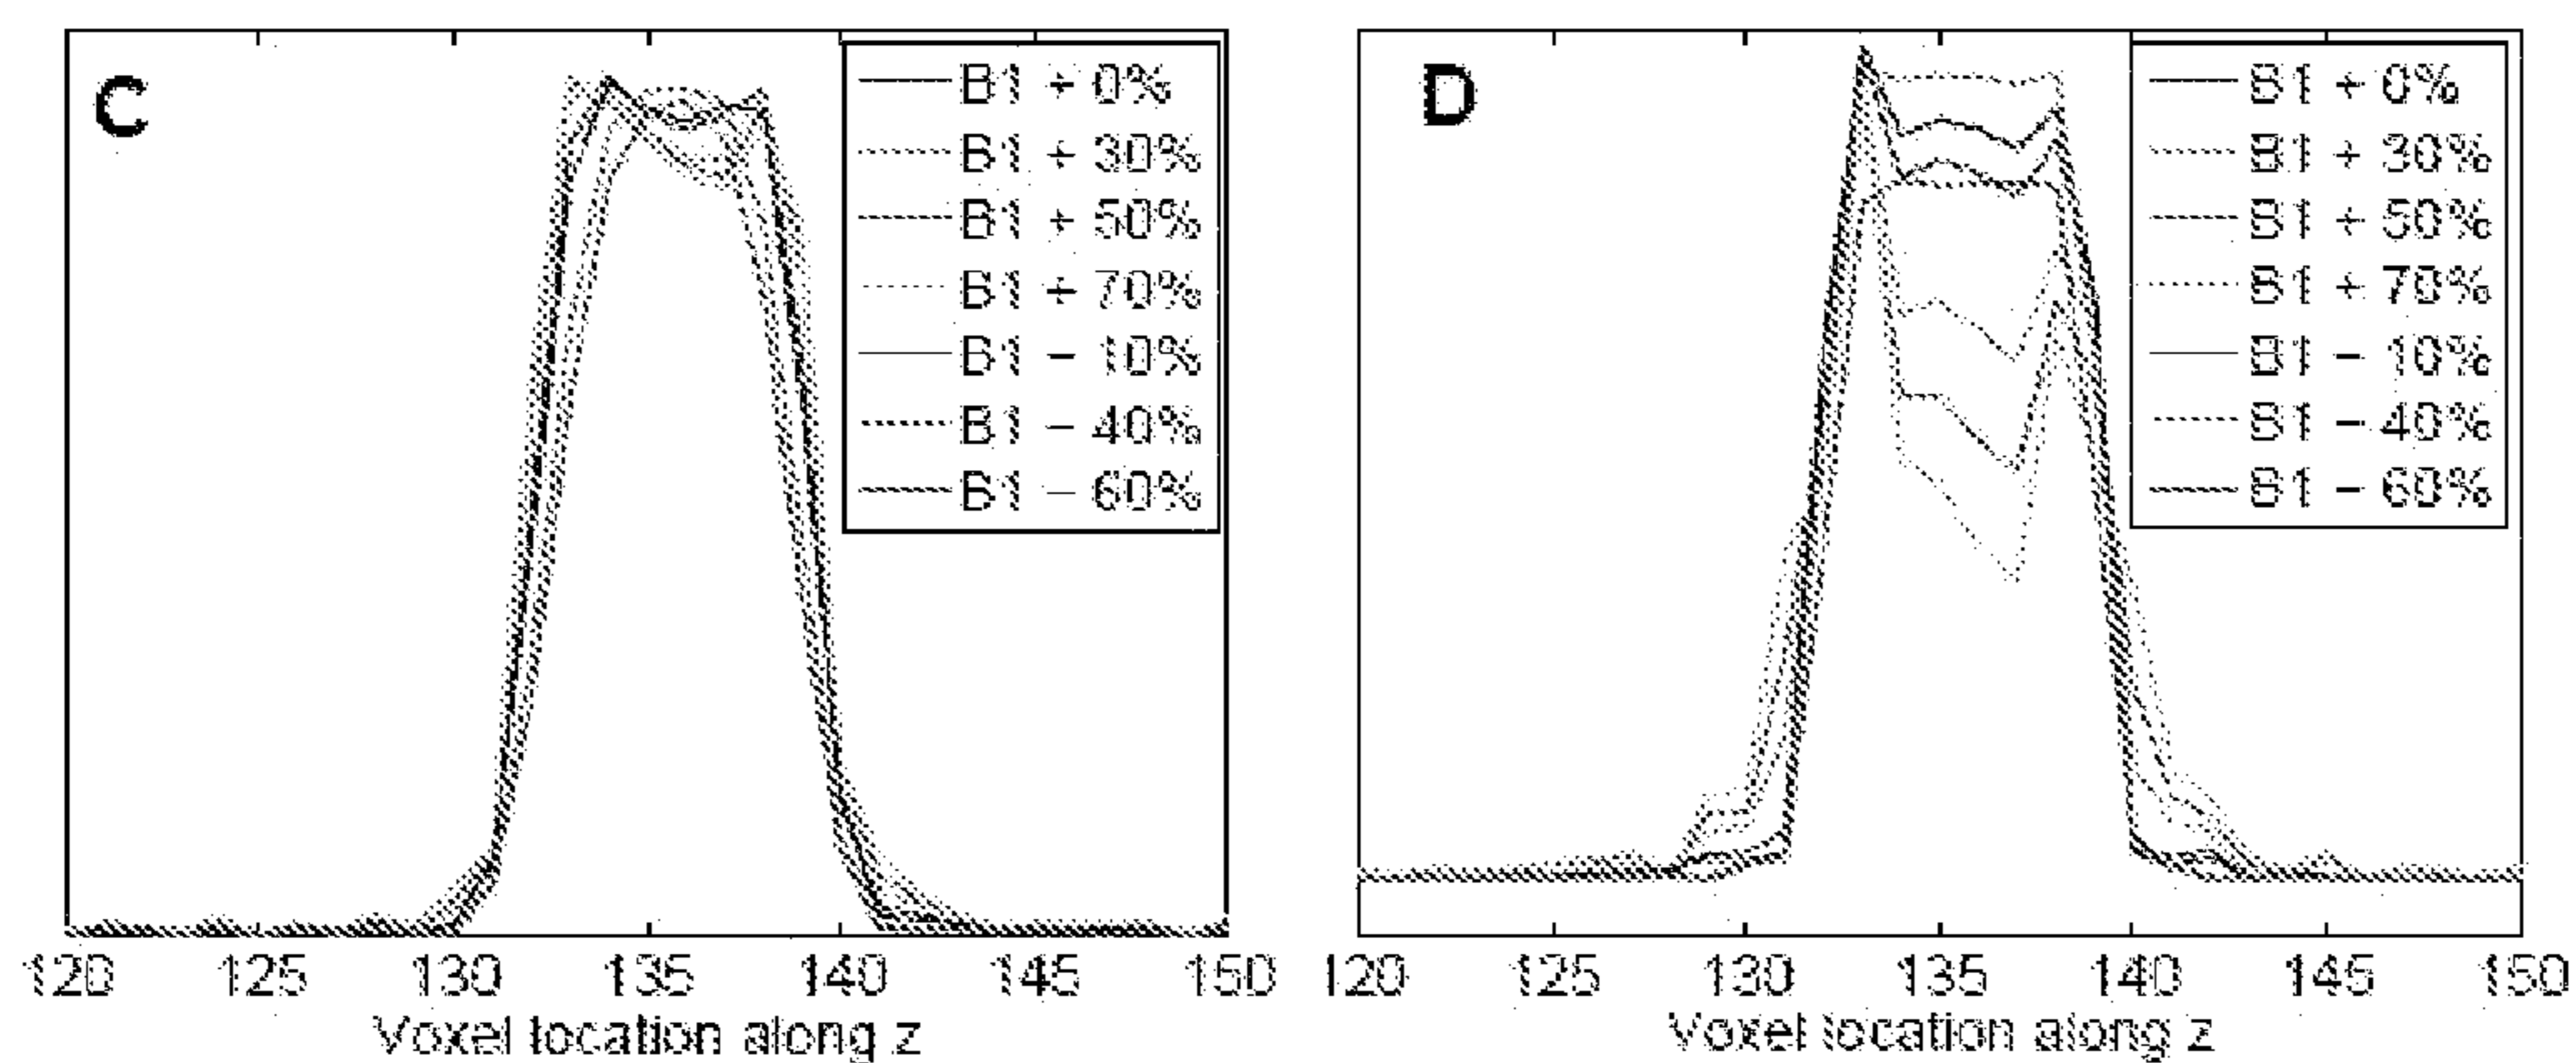 C
B1 + 0%
B1 + 30%
B1 + 50%
B1 + 70%
B1 - 10%
B1 - 40%
B1 - 60%
120 125 130 135 140 145 150
Voxel location along z
D
B1 + 0%
B1 + 30%
B1 + 50%
B1 + 70%
B1 - 10%
B1 - 40%
B1 - 60%
120 125 130 135 140 145 150
Voxel location along z